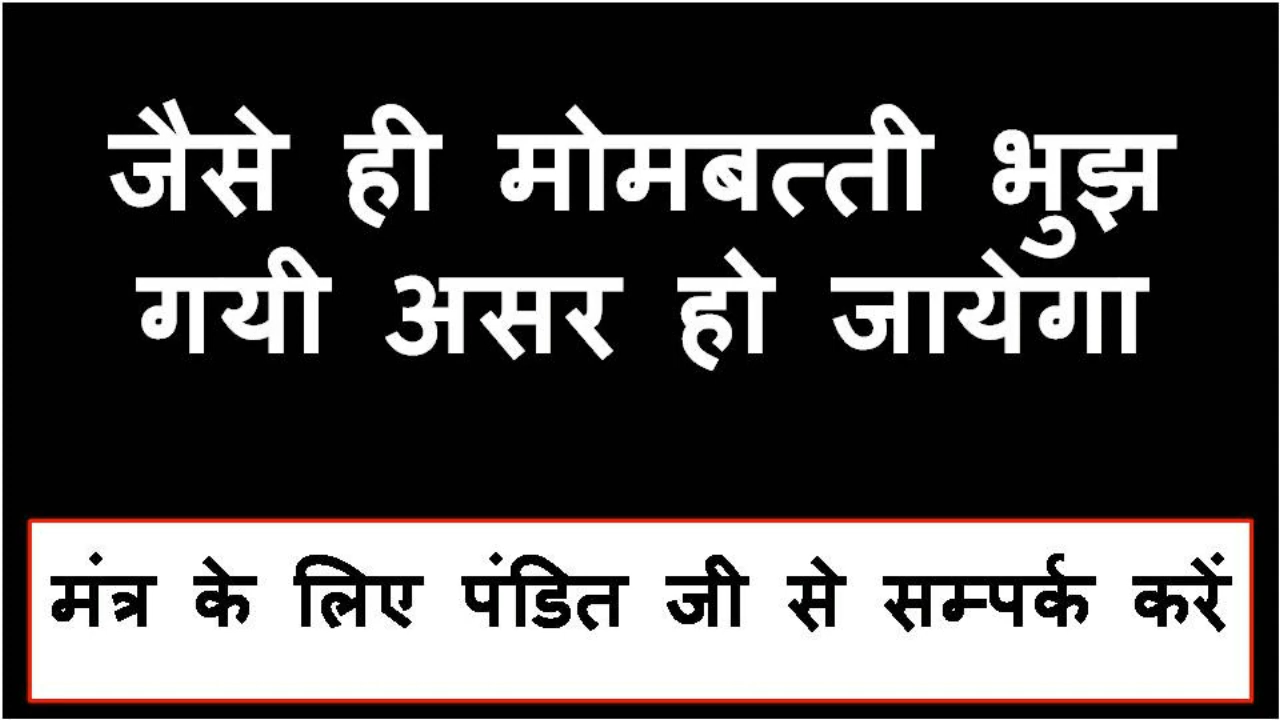 जैसे ही मोमबत्ती भुझ
गयी असर हो जायेगा
मंत्र के लिए पंडित जी से सम्पर्क करें